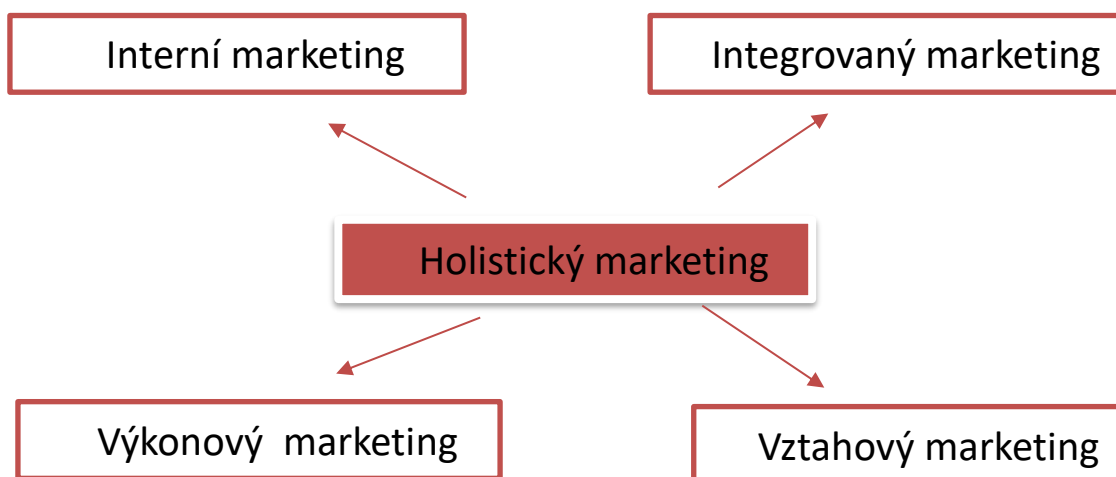 Interní marketing
Integrovaný marketing
Holistický marketing
Výkonový marketing
Vztahový marketing